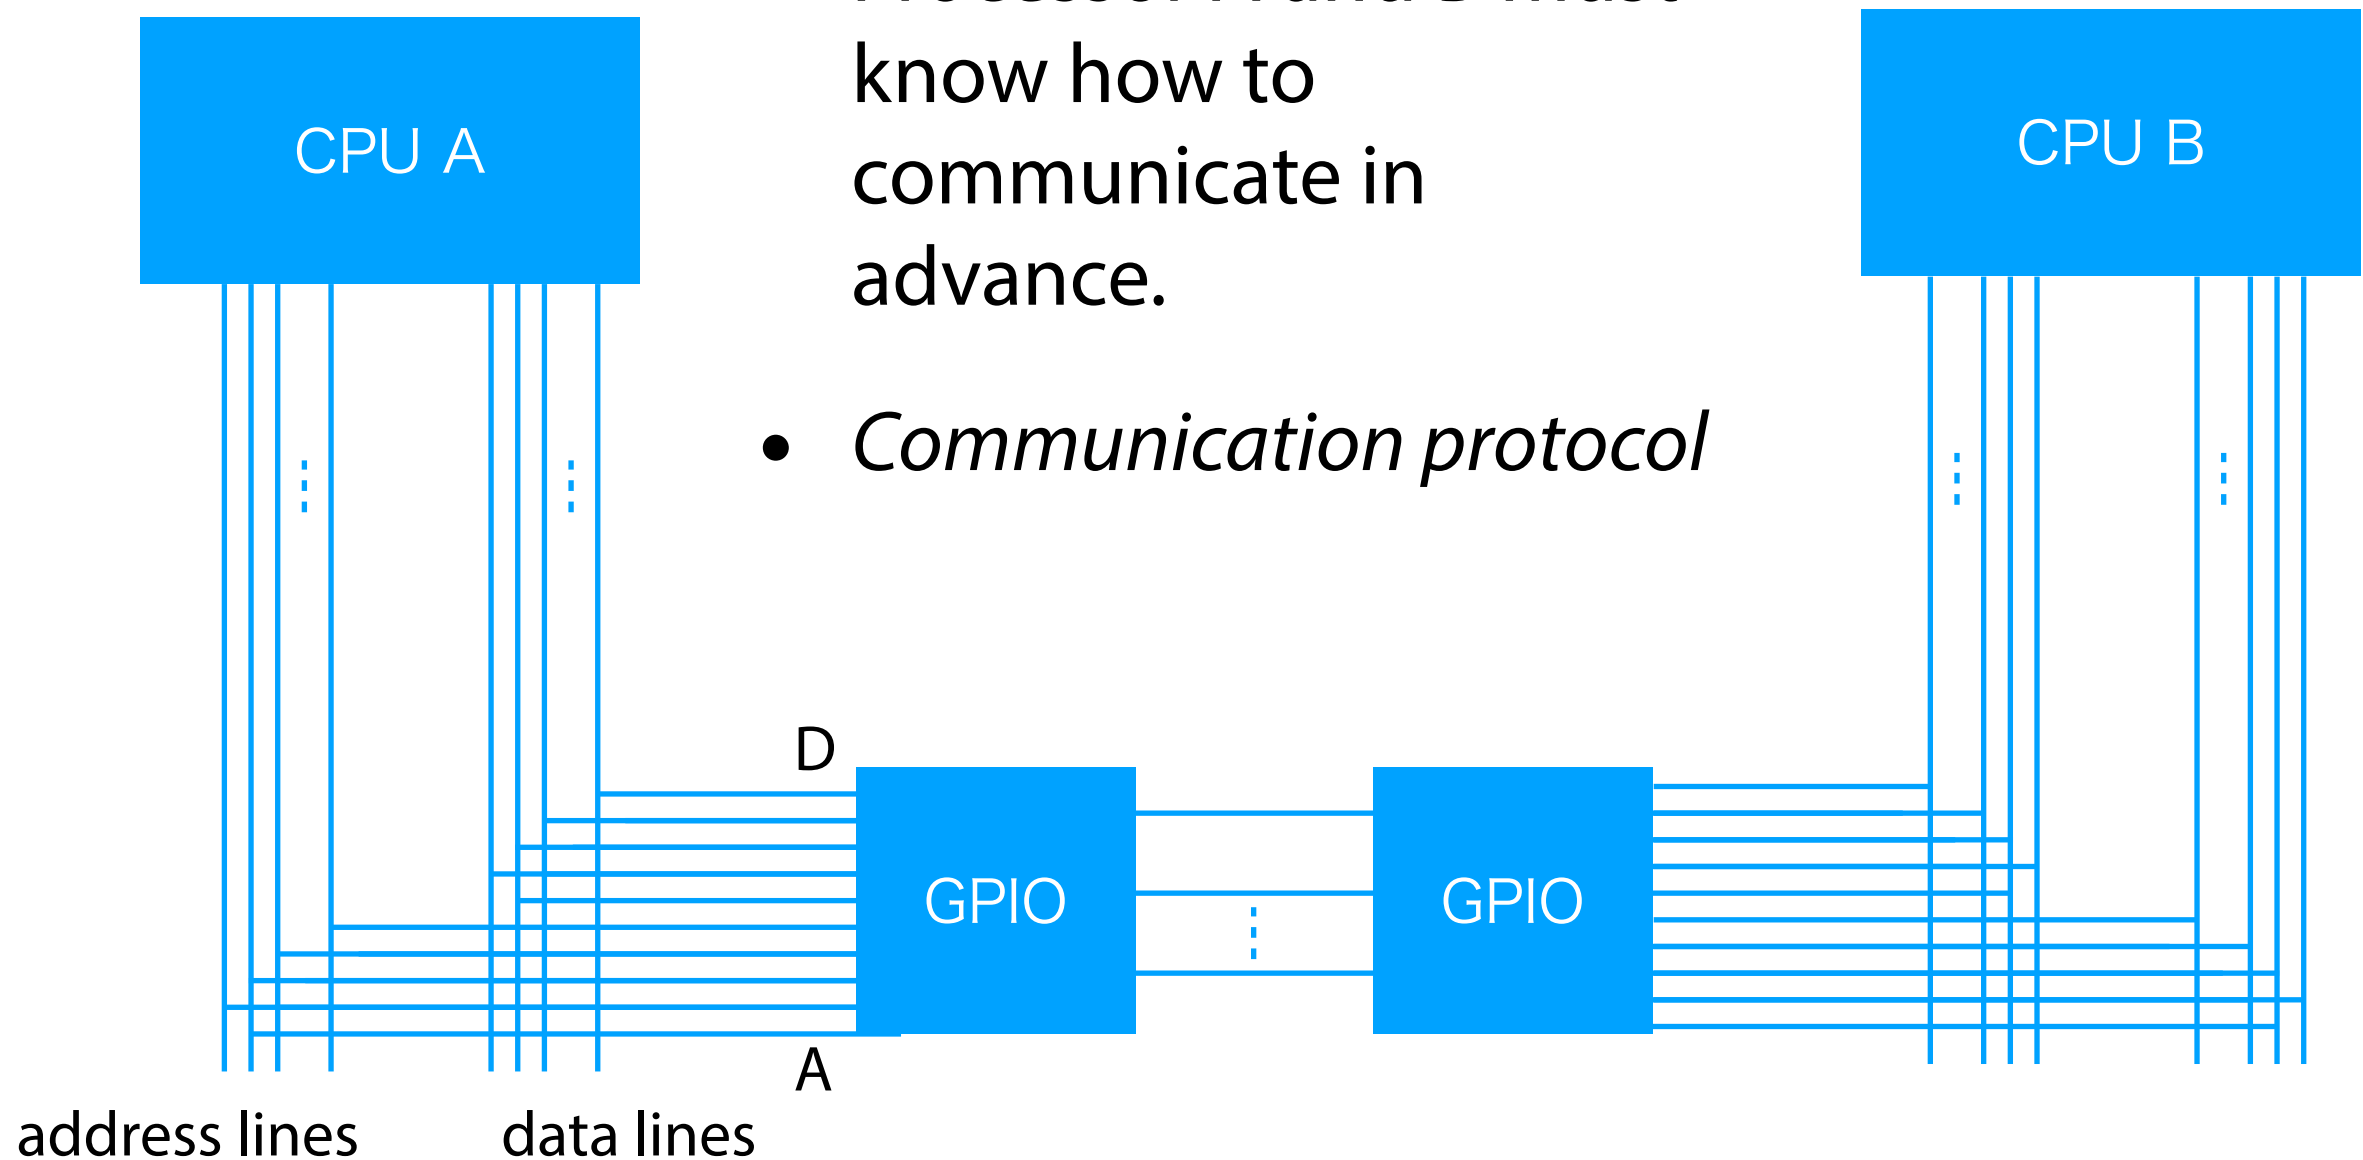 know how to
communicate in
advance.
• Communication protocol
CPU A
CPU B
D
GPIO
GPIO
A
address lines
data lines